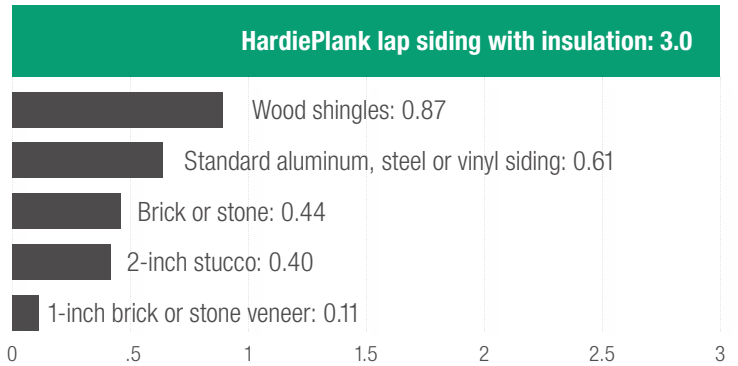 HardiePlank lap siding with insulation: 3.0
Wood shingles: 0.87
Standard aluminum, steel or vinyl siding: 0.61
Brick or stone: 0.44
2-inch stucco: 0.40
1-inch brick or stone veneer: 0.11
0 .5 1 1.5 2 2.5 3